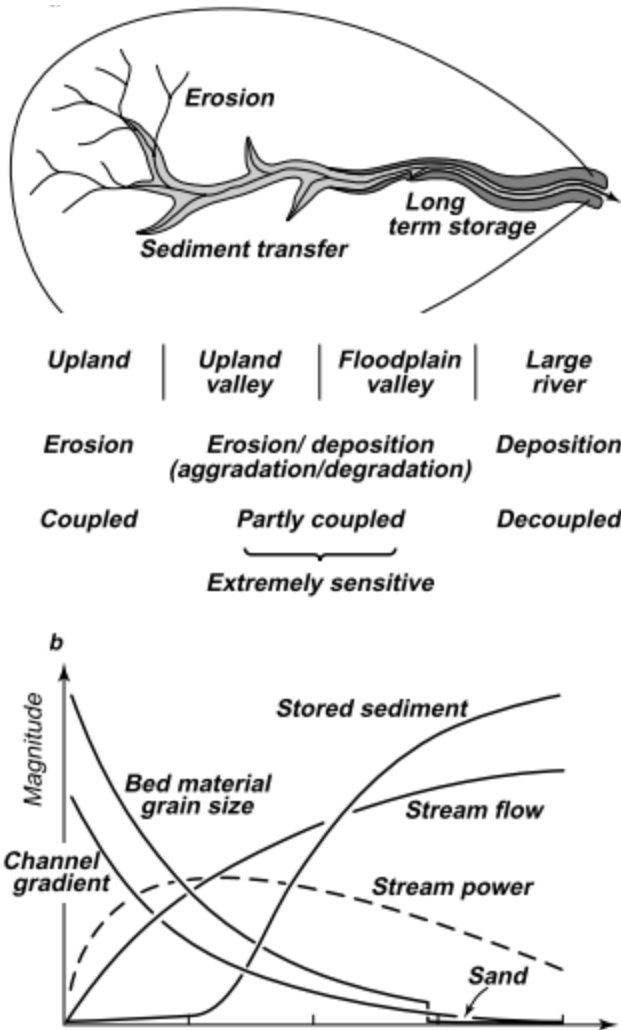 Erosion
Long
term storage
Sediment transfer
Upland
Upland
valley
Floodplain
valley
Large
river
Erosion
Erosion/ deposition
(aggradation/degradation)
Deposition
Coupled
Partly coupled
Decoupled
Extremely sensitive
b
Magnitude
Stored sediment
Bed material
grain size
Stream flow
Channel
gradient
Stream power
Sand